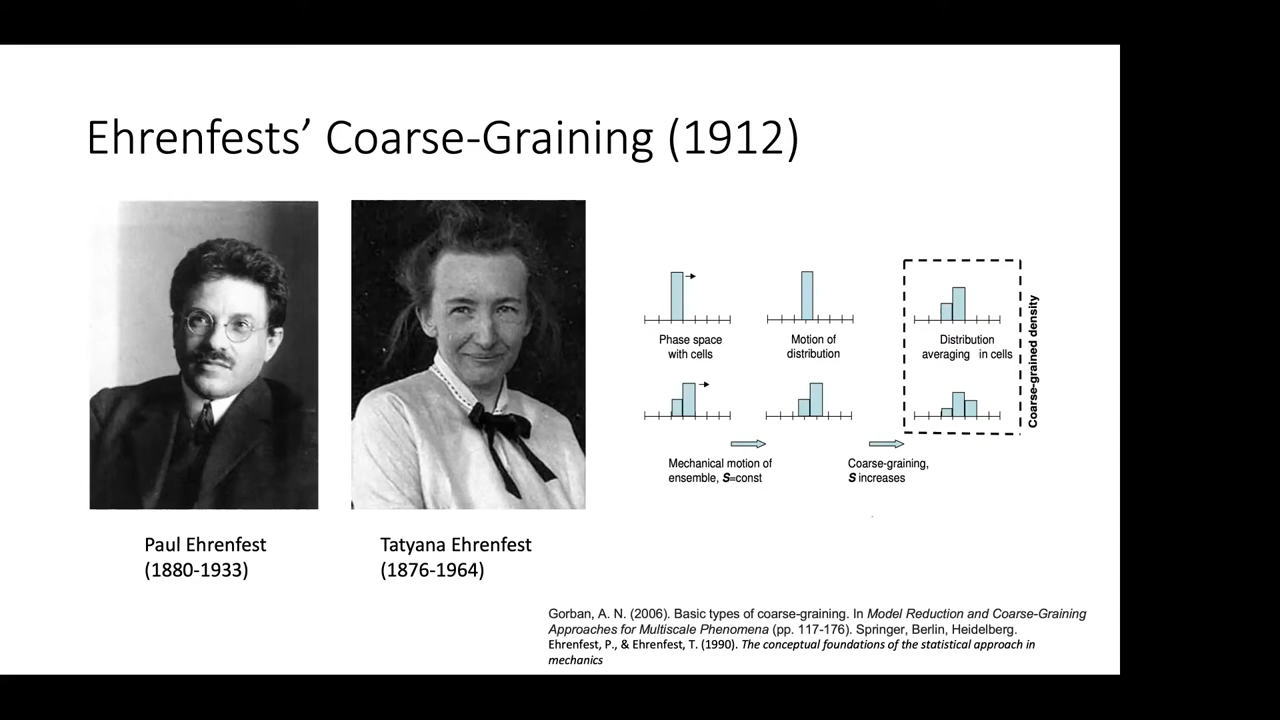 Ehrenfests’ Coarse-Graining (1912)
Phase space
with cells
Motion of
distribution
Distribution
averaging in cells
Coarse-grained density
Mechanical motion of
ensemble, S=const
Coarse-graining,
S increases
Paul Ehrenfest
(1880-1933)
Tatyana Ehrenfest
(1876-1964)
Gorban, A. N. (2006). Basic types of coarse-graining. In Model Reduction and Coarse-Graining
Approaches for Multiscale Phenomena (pp. 117-176). Springer, Berlin, Heidelberg.
Ehrenfest, P., & Ehrenfest, T. (1990). The conceptual foundations of the statistical approach in
mechanics